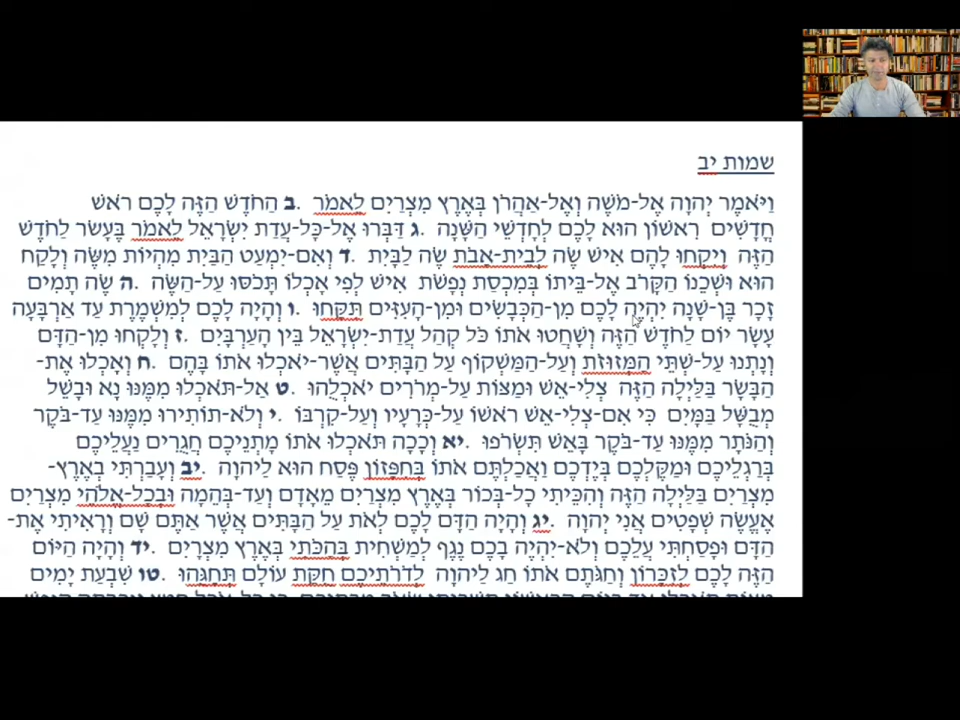 שמות יב
וַיֹּאמֶר יְהוָה אֶל-מֹשֶׁה וְאֶל-אַהֲרֹן בְּאֶרֶץ מִצְרַיִם לֵאמֹר .ב הַחֹדֶשׁ הַזֶּה לָכֶם רֹאשׁ
חֳדָשִׁים רִאשׁוֹן הוּא לָכֶם לְחָדְשֵׁי הַשָּׁנָה .ג דַּבְּרוּ אֶל-כָּל-עֲדַת יִשְׂרָאֵל לֵאמֹר בֶּעָשֹׂר לַחֹדֶשׁ
הַזֶּה וְיִקְחוּ לָהֶם אִישׁ שֶׂה לְבֵית-אָבֹת שֶׂה לַבָּיִת .ד וְאִם-יִמְעַט הַבַּיִת מִהְיוֹת מִשֶּׂה וְלָקַח
הוּא וּשְׁכֵנוֹ הַקָּרֹב אֶל-בֵּיתוֹ בְּמִכְסַת נְפָשֹׁת אִישׁ לְפִי אָכְלוֹ תָּכֹסּוּ עַל-הַשֶּׂה .ה שֶׂה תָמִים
זָכָר בֶּן-שָׁנָה יִהְיֶה לָכֶם מִן-הַכְּבָשִׂים וּמִן-הָעִזִּים תִּקָּחוּ .ו וְהָיָה לָכֶם לְמִשְׁמֶרֶת עַד אַרְבָּעָה
עָשָׂר יוֹם לַחֹדֶשׁ הַזֶּה וְשָׁחֲטוּ אֹתוֹ כֹּל קְהַל עֲדַת-יִשְׂרָאֵל בֵּין הָעַרְבָּיִם .ז וְלָקְחוּ מִן-הַדָּם
וְנָתְנוּ עַל-שְׁתֵּי הַמְּזוּזֹת וְעַל-הַמַּשְׁקוֹף עַל הַבָּתִּים אֲשֶׁר-יֹאכְלוּ אֹתוֹ בָּהֶם .ח וְאָכְלוּ אֶת-
הַבָּשָׂר בַּלַּיְלָה הַזֶּה צְלִי-אֵשׁ וּמַצּוֹת עַל-מְרֹרִים יֹאכְלֻהוּ .ט אַל-תֹּאכְלוּ מִמֶּנּוּ נָא וּבָשֵׁל
מְבֻשָּׁל בַּמָּיִם כִּי אִם-צְלִי-אֵשׁ רֹאשׁוֹ עַל-כְּרָעָיו וְעַל-קִרְבּוֹ .י וְלֹא-תוֹתִירוּ מִמֶּנּוּ עַד-בֹּקֶר
וְהַנֹּתָר מִמֶּנּוּ עַד-בֹּקֶר בָּאֵשׁ תִּשְׂרֹפוּ .יא וְכָכָה תֹּאכְלוּ אֹתוֹ מָתְנֵיכֶם חֲגֻרִים נַעֲלֵיכֶם
בְּרַגְלֵיכֶם וּמַקֶּלְכֶם בְּיֶדְכֶם וַאֲכַלְתֶּם אֹתוֹ בְּחִפָּזוֹן פֶּסַח הוּא לַיהוָה .יב וְעָבַרְתִּי בְאֶרֶץ-
מִצְרַיִם בַּלַּיְלָה הַזֶּה וְהִכֵּיתִי כָל-בְּכוֹר בְּאֶרֶץ מִצְרַיִם מֵאָדָם וְעַד-בְּהֵמָה וּבְכָל-אֱלֹהֵי מִצְרַיִם
אֶעֱשֶׂה שְׁפָטִים אֲנִי יְהוָה .יג וְהָיָה הַדָּם לָכֶם לְאֹת עַל הַבָּתִּים אֲשֶׁר אַתֶּם שָׁם וְרָאִיתִי אֶת-
הַדָּם וּפָסַחְתִּי עֲלֵכֶם וְלֹא-יִהְיֶה בָכֶם נֶגֶף לְמַשְׁחִית בְּהַכֹּתִי בְּאֶרֶץ מִצְרָיִם .יד וְהָיָה הַיּוֹם
הַזֶּה לָכֶם לְזִכָּרוֹן וְחַגֹּתֶם אֹתוֹ חַג לַיהוָה לְדֹרֹתֵיכֶם חֻקַּת עוֹלָם תְּחָגֻּהוּ .טו שִׁבְעַת יָמִים